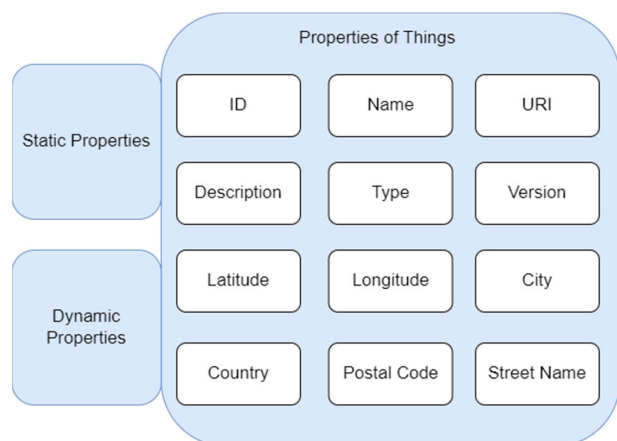 Properties of Things
Static Properties
ID
Name
URI
Description
Type
Version
Dynamic
Properties
Latitude
Longitude
City
Country
Postal Code
Street Name